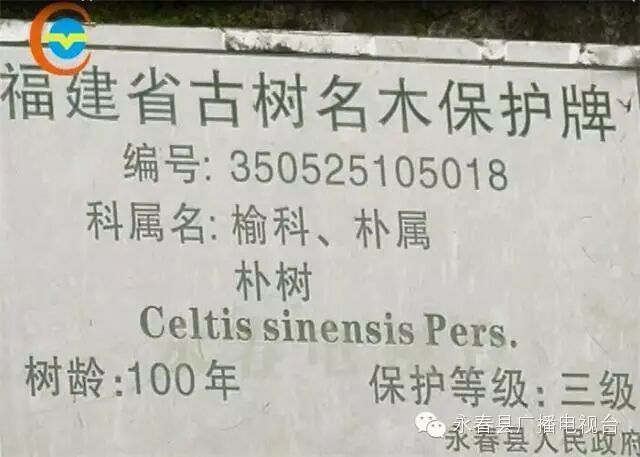 福建省古树名木保护牌
编号: 350525105018
科属名: 榆科、朴属
朴树
Celtis sinensis Pers.
树龄:100年 保护等级:三级
永春县广播电视台
永春县人民政府